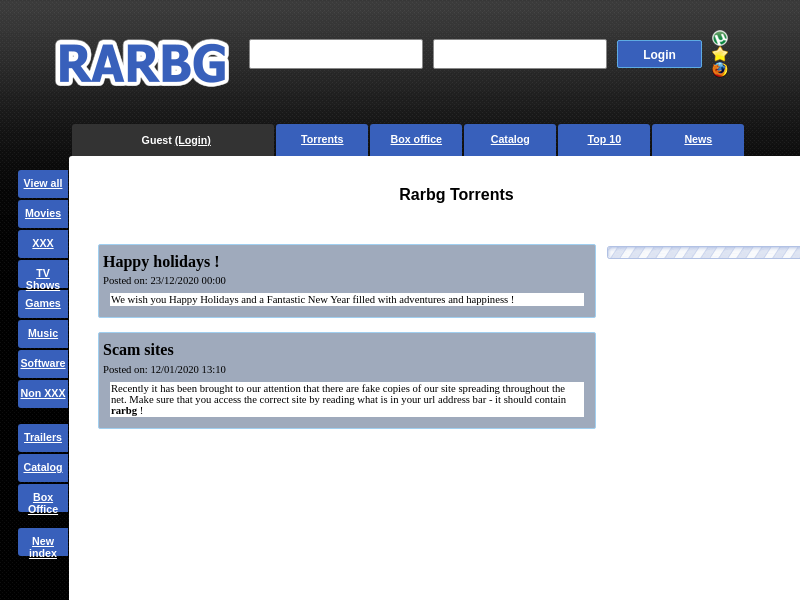 RARBG
Login
Guest (Login)
Torrents
Box office
Catalog
Top 10
News
View all
Movies
XXX
TV
Shows
Games
Music
Software
Non XXX
Trailers
Catalog
Box
Office
New
index
Rarbg Torrents
Happy holidays !
Posted on: 23/12/2020 00:00
We wish you Happy Holidays and a Fantastic New Year filled with adventures and happiness !
Scam sites
Posted on: 12/01/2020 13:10
Recently it has been brought to our attention that there are fake copies of our site spreading throughout the
net. Make sure that you access the correct site by reading what is in your url address bar - it should contain
rarbg !